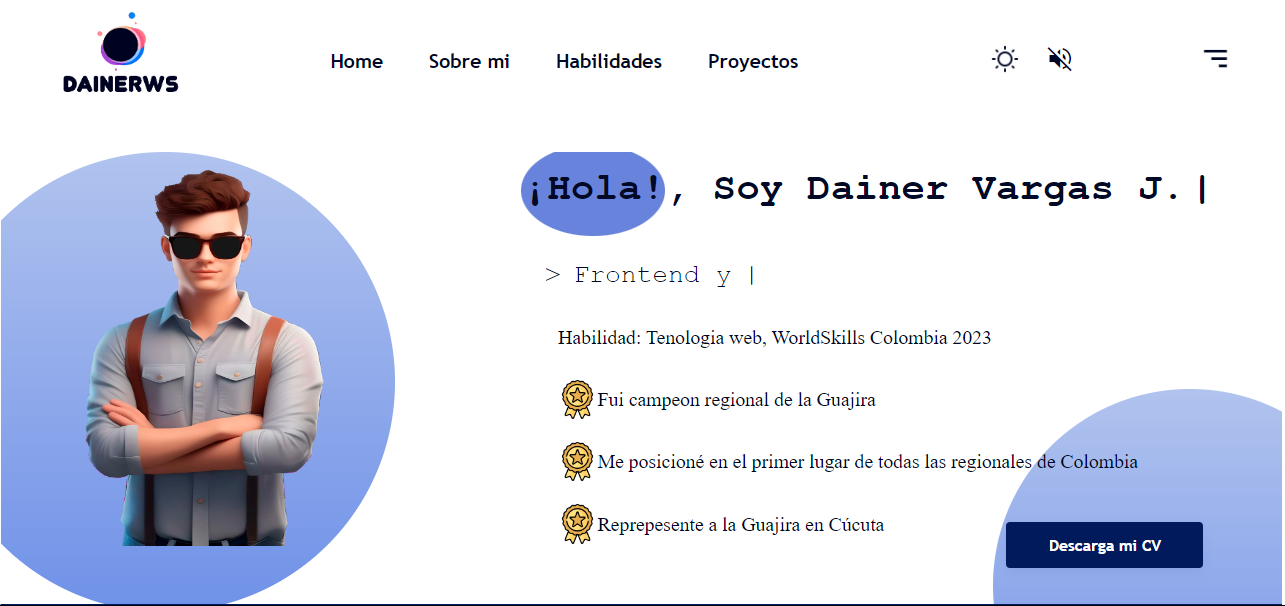 DAINERWS
Home Sobre mi Habilidades Proyectos
¡Hola!, Soy Dainer Vargas J.|
> Frontend y |
Habilidad: Tenologia web, WorldSkills Colombia 2023
Fui campeon regional de la Guajira
Me posicioné en el primer lugar de todas las regionales de Colombia
Reprepesente a la Guajira en Cúcuta
Descarga mi CV